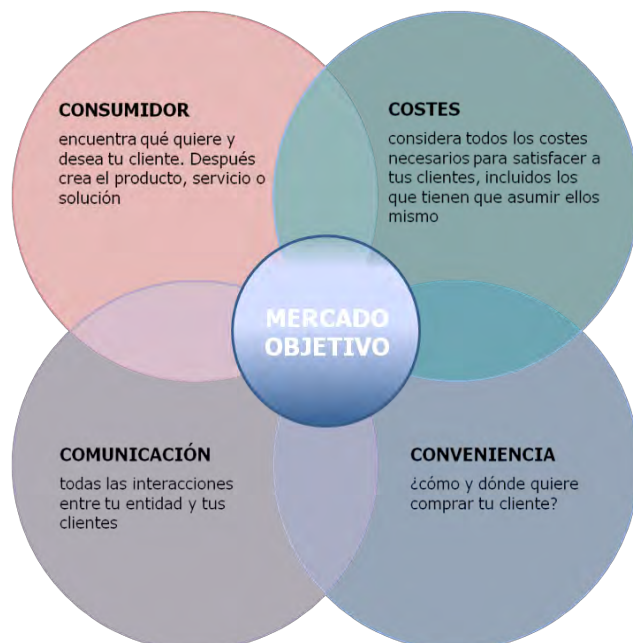 CONSUMIDOR
encuentra qué quiere y
desea tu cliente. Después
crea el producto, servicio o
solución
COSTES
considera todos los costes
necesarios para satisfacer a
tus clientes, incluidos los
que tienen que asumir ellos
mismo
MERCADO
OBJETIVO
COMUNICACIÓN
todas las interacciones
entre tu entidad y tus
clientes
CONVENIENCIA
¿cómo y dónde quiere
comprar tu cliente?